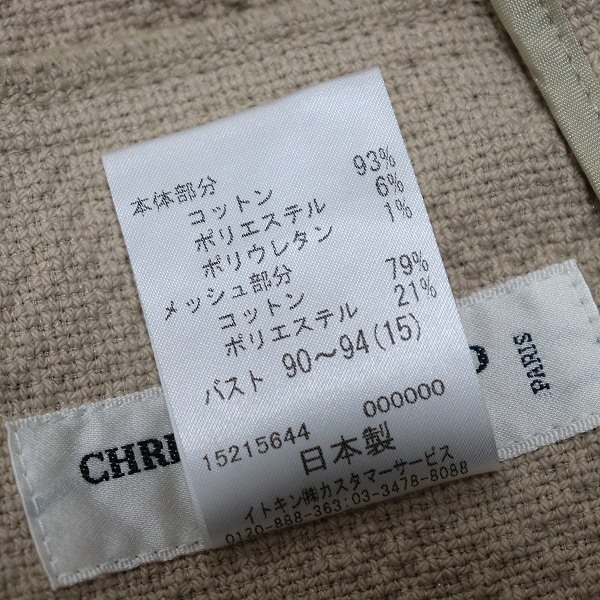 本体部分
コットン 93%
ポリエステル 6%
ポリウレタン 1%
メッシュ部分
コットン 79%
ポリエステル 21%
バスト 90～94(15)
15215644 000000
日本製
イトキン㈱カスタマーサービス
0120-888-363:03-3478-8088
PARIS